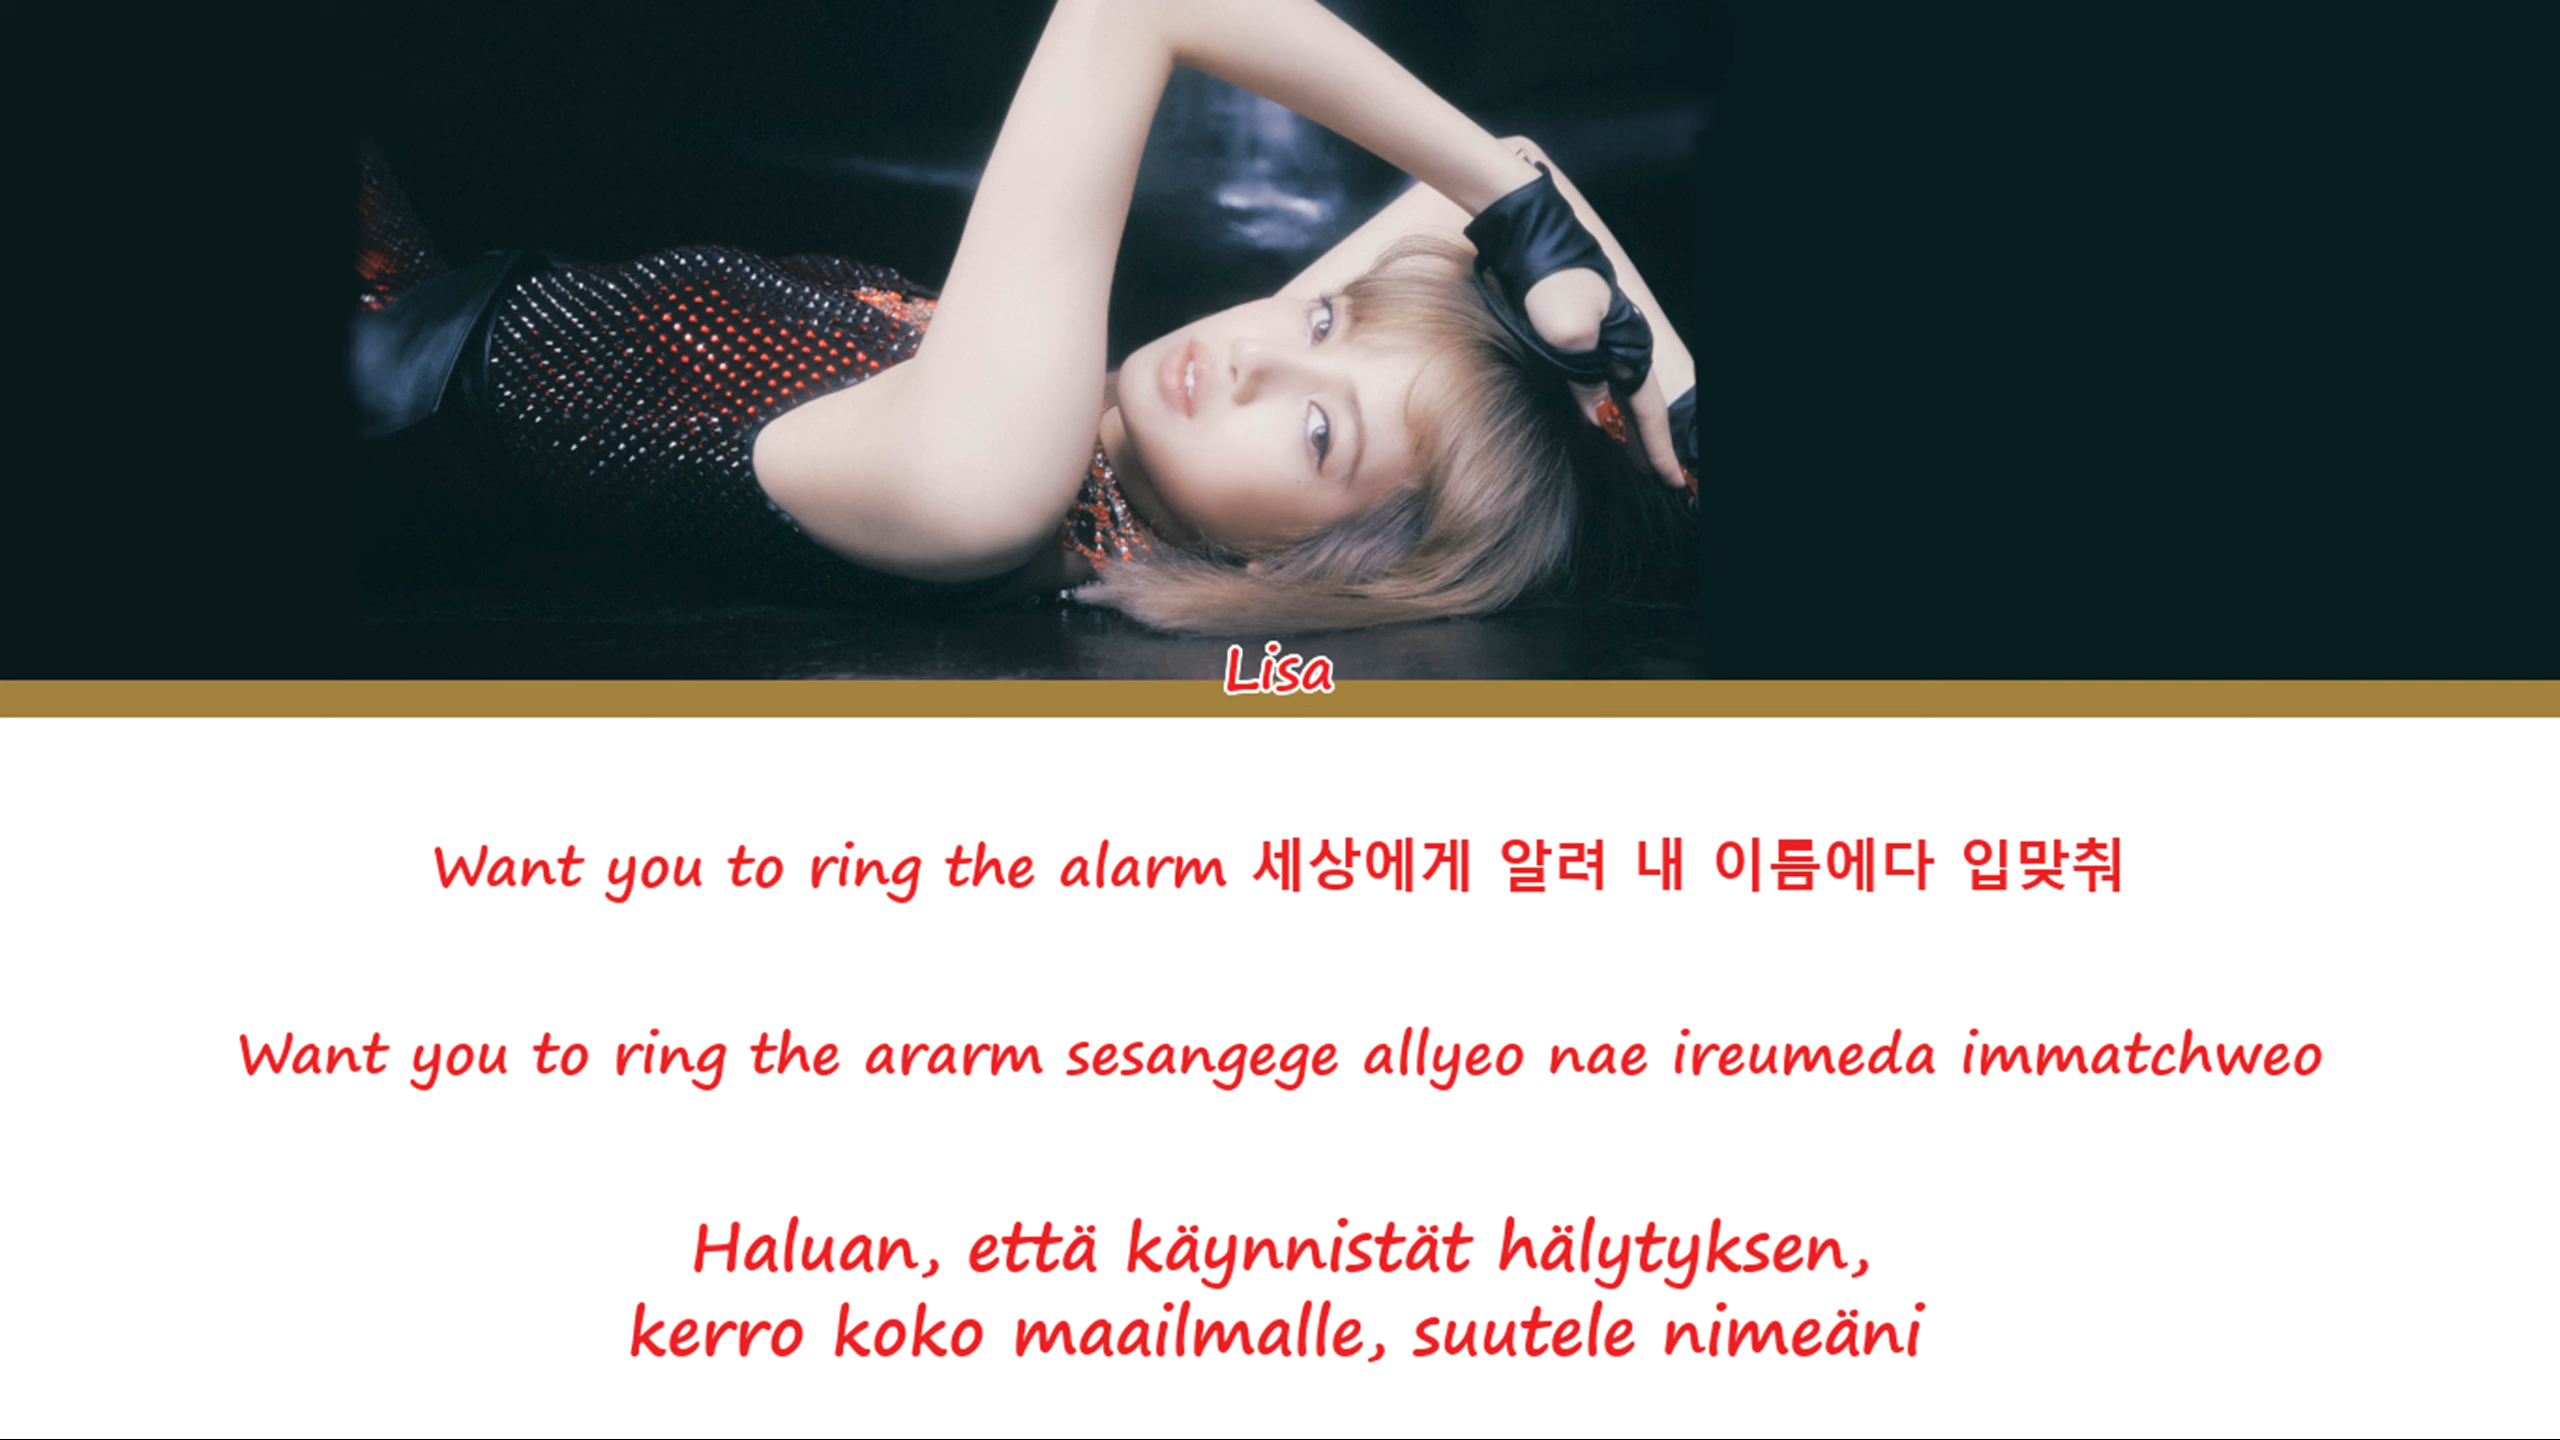 Lisa
Want you to ring the alarm 세상에게 알려 내 이름에다 입맞춰
Want you to ring the ararm sesangege allyeo nae ireumeda immatchweo
Haluan, että käynnistät hälytyksen,
kerro koko maailmalle, suutele nimeäni